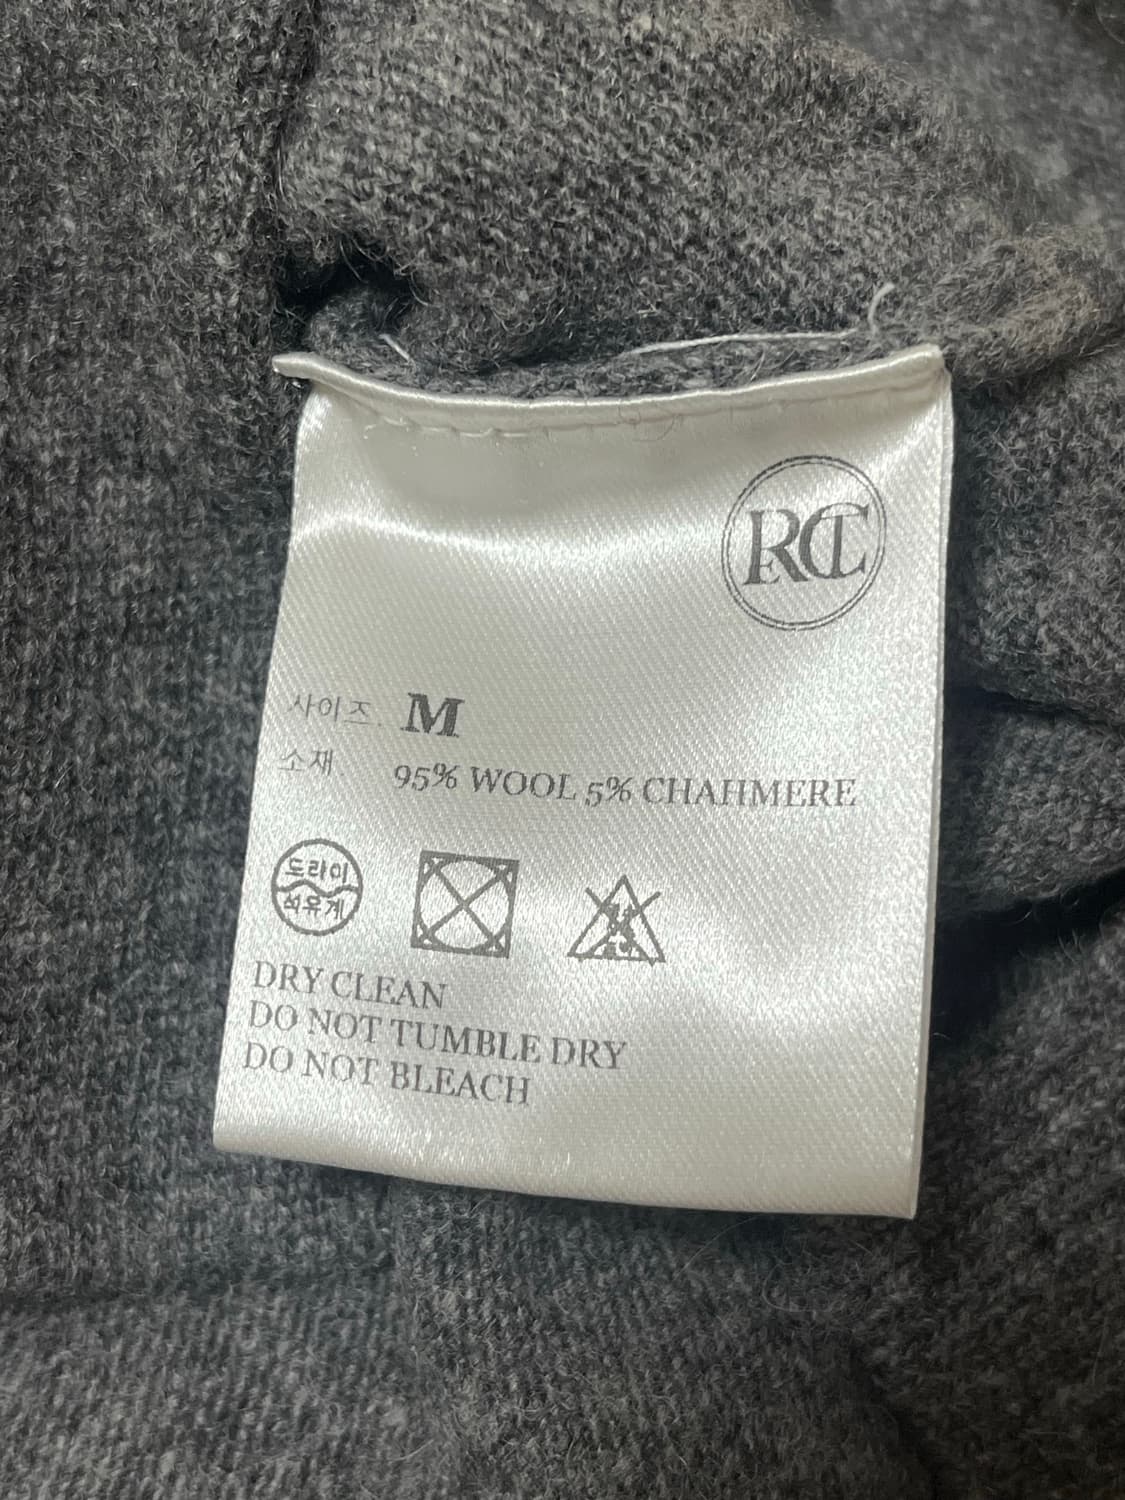 RCT
사이즈. M
소재. 95% WOOL 5% CHAHMERE
드라이
석유계
DRY CLEAN
DO NOT TUMBLE DRY
DO NOT BLEACH